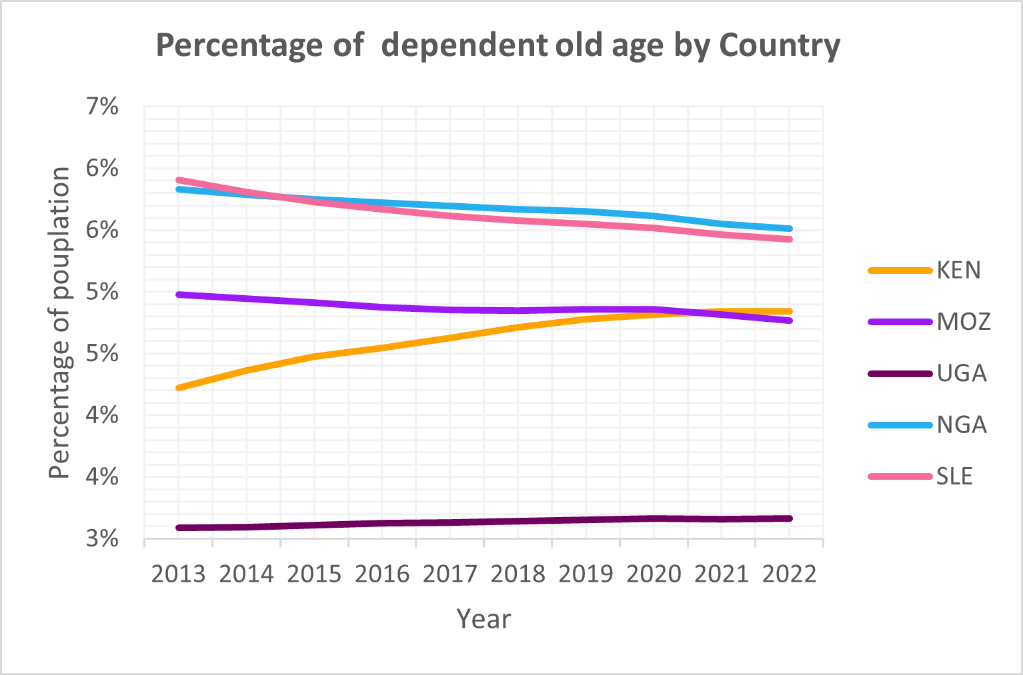 Percentage of  dependent old age by Country
7%
6%
6%
5%
5%
4%
4%
3%
Percentage of pouplation
2013 2014 2015 2016 2017 2018 2019 2020 2021 2022
Year
KEN
MOZ
UGA
NGA
SLE